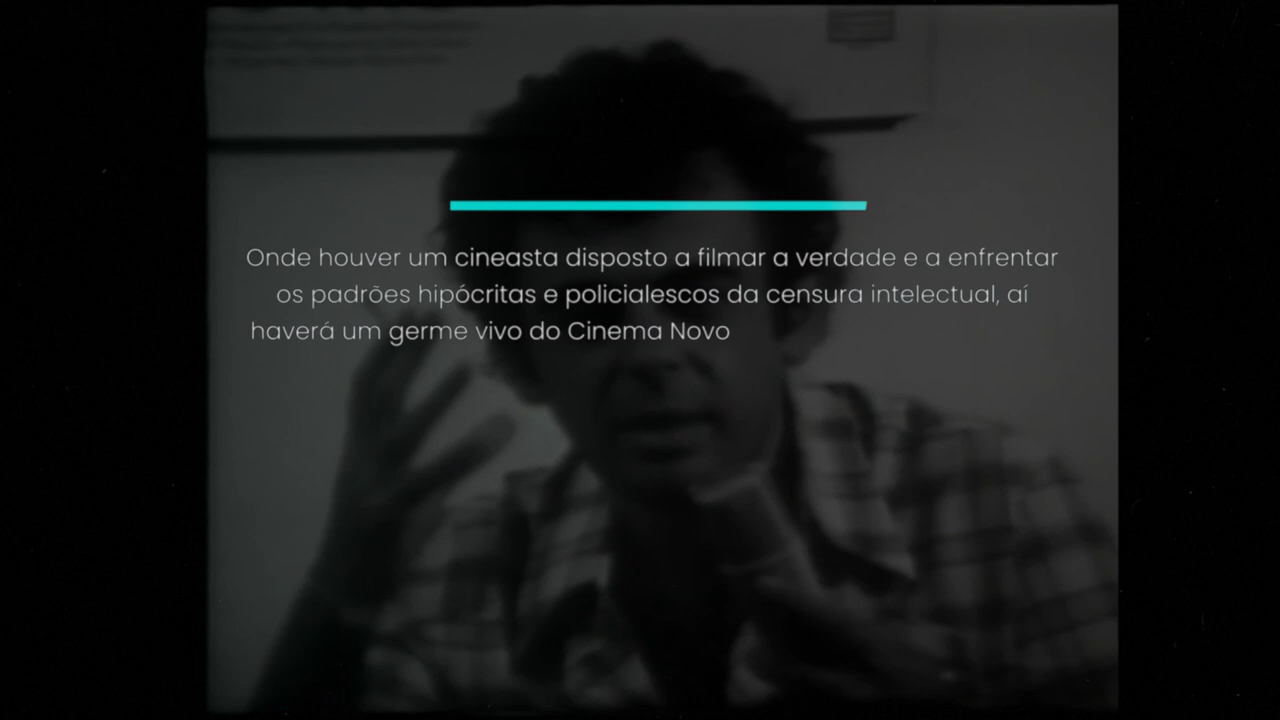 Onde houver um cineasta disposto a filmar a verdade e a enfrentar
os padrões hipócritas e policialescos da censura intelectual, aí
haverá um germe vivo do Cinema Novo